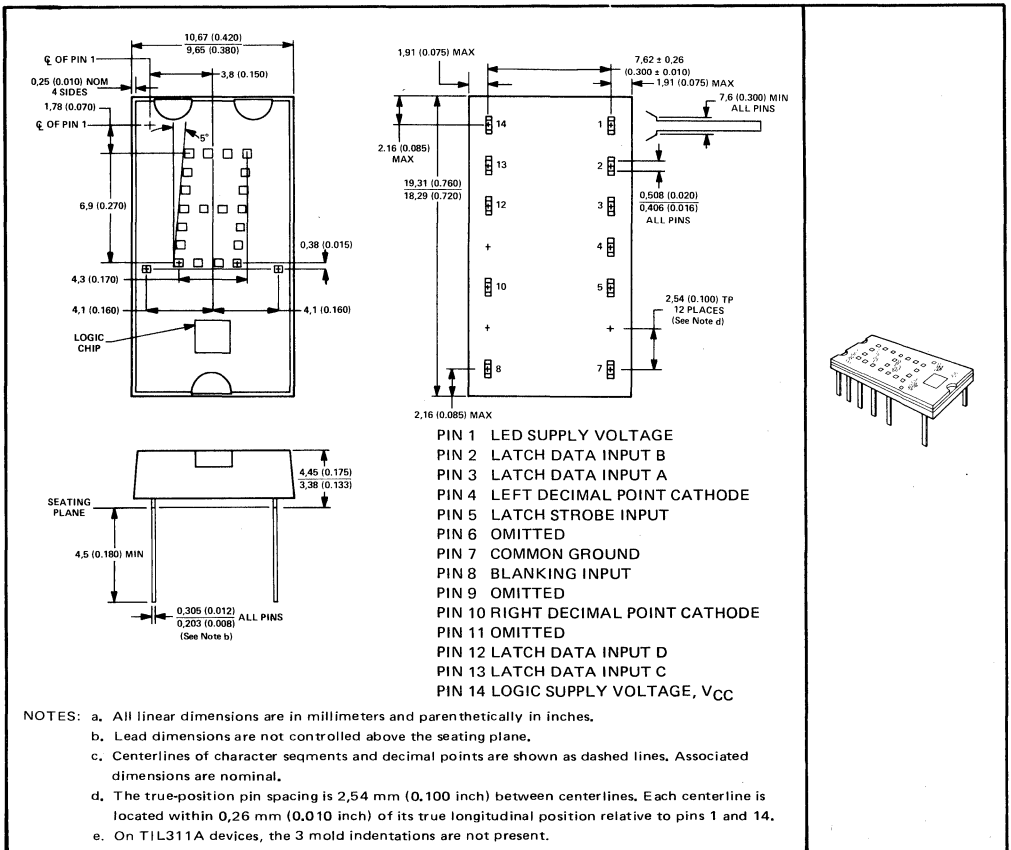 10,67 (0.420)
9,65 (0.380)
℄ OF PIN 1
3,8 (0.150)
0,25 (0.010) NOM
4 SIDES
1,78 (0.070)
℄ OF PIN 1
5°
6,9 (0.270)
0,38 (0.015)
4,3 (0.170)
4,1 (0.160)
4,1 (0.160)
LOGIC
CHIP
1,91 (0.075) MAX
7,62 ± 0,26
(0.300 ± 0.010)
1,91 (0.075) MAX
7,6 (0.300) MIN
ALL PINS
14
1
2.16 (0.085)
MAX
13
2
19,31 (0.760)
18,29 (0.720)
0,508 (0.020)
0,406 (0.016)
ALL PINS
12
3
4
10
5
2,54 (0.100) TP
12 PLACES
(See Note d)
8
7
2,16 (0.085) MAX
4,45 (0.175)
3,38 (0.133)
SEATING
PLANE
4,5 (0.180) MIN
0,305 (0.012)
0,203 (0.008)
ALL PINS
(See Note b)
PIN 1 LED SUPPLY VOLTAGE
PIN 2 LATCH DATA INPUT B
PIN 3 LATCH DATA INPUT A
PIN 4 LEFT DECIMAL POINT CATHODE
PIN 5 LATCH STROBE INPUT
PIN 6 OMITTED
PIN 7 COMMON GROUND
PIN 8 BLANKING INPUT
PIN 9 OMITTED
PIN 10 RIGHT DECIMAL POINT CATHODE
PIN 11 OMITTED
PIN 12 LATCH DATA INPUT D
PIN 13 LATCH DATA INPUT C
PIN 14 LOGIC SUPPLY VOLTAGE, VCC
NOTES: a. All linear dimensions are in millimeters and parenthetically in inches.
b. Lead dimensions are not controlled above the seating plane.
c. Centerlines of character seqments and decimal points are shown as dashed lines. Associated
dimensions are nominal.
d. The true-position pin spacing is 2,54 mm (0.100 inch) between centerlines. Each centerline is
located within 0,26 mm (0.010 inch) of its true longitudinal position relative to pins 1 and 14.
e. On TIL311A devices, the 3 mold indentations are not present.